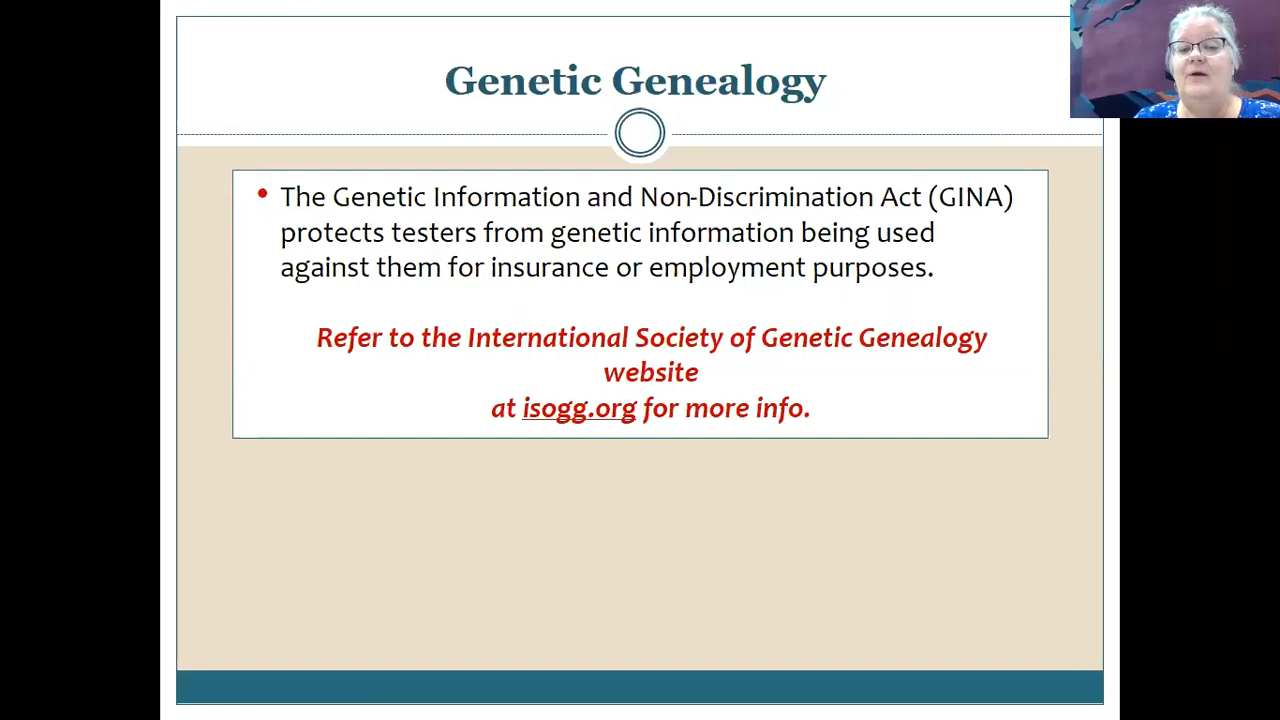 Genetic Genealogy
• The Genetic Information and Non-Discrimination Act (GINA)
protects testers from genetic information being used
against them for insurance or employment purposes.
Refer to the International Society of Genetic Genealogy
website
at isogg.org for more info.